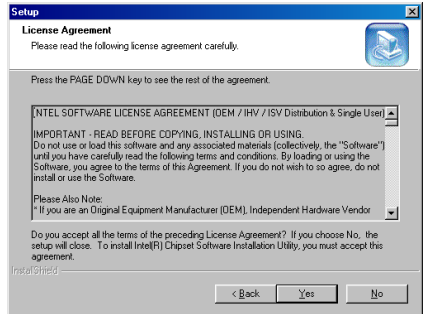 Setup
License Agreement
Please read the following license agreement carefully.
Press the PAGE DOWN key to see the rest of the agreement.
INTEL SOFTWARE LICENSE AGREEMENT (OEM / IHV / ISV Distribution & Single User)
IMPORTANT - READ BEFORE COPYING, INSTALLING OR USING.
Do not use or load this software and any associated materials (collectively, the "Software")
until you have carefully read the following terms and conditions. By loading or using the
Software, you agree to the terms of this Agreement. If you do not wish to so agree, do not
install or use the Software.
Please Also Note:
* If you are an Original Equipment Manufacturer (OEM), Independent Hardware Vendor
Do you accept all the terms of the preceding License Agreement? If you choose No, the
setup will close. To install Intel(R) Chipset Software Installation Utility, you must accept this
agreement.
InstallShield
< Back
Yes
No